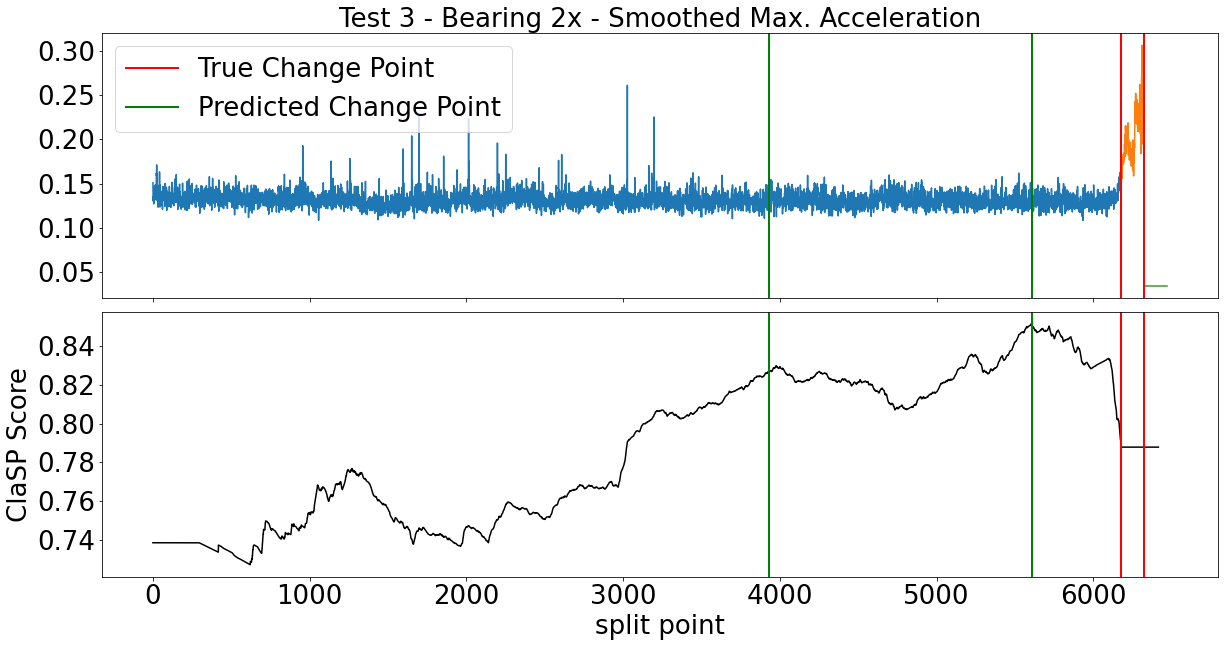 Test 3 - Bearing 2x - Smoothed Max. Acceleration
True Change Point
Predicted Change Point
0.30
0.25
0.20
0.15
0.10
0.05
ClaSP Score
0.84
0.82
0.80
0.78
0.76
0.74
0 1000 2000 3000 4000 5000 6000
split point